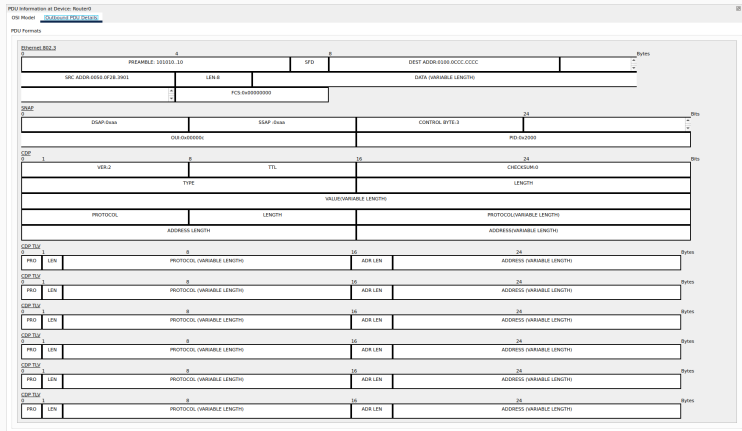 PDU Information at Device: Router0
OSI Model Outbound PDU Details
PDU Formats
Ethernet 802.3
0 4 8 Bytes
PREAMBLE: 101010..10 SFD DEST ADDR:0100.0CCC.CCCC
SRC ADDR:0050.0F2B.3901 LEN:8 DATA (VARIABLE LENGTH)
FCS:0x00000000
SNAP
0 24 Bits
DSAP:0xaa SSAP :0xaa CONTROL BYTE:3
OUI:0x00000c PID:0x2000
CDP
0 1 8 16 24 Bits
VER:2 TTL CHECKSUM:0
TYPE LENGTH
VALUE(VARIABLE LENGTH)
PROTOCOL LENGTH PROTOCOL(VARIABLE LENGTH)
ADDRESS LENGTH ADDRESS(VARIABLE LENGTH)
CDP TLV
0 1 8 16 24 Bytes
PRO LEN PROTOCOL (VARIABLE LENGTH) ADR LEN ADDRESS (VARIABLE LENGTH)
CDP TLV
0 1 8 16 24 Bytes
PRO LEN PROTOCOL (VARIABLE LENGTH) ADR LEN ADDRESS (VARIABLE LENGTH)
CDP TLV
0 1 8 16 24 Bytes
PRO LEN PROTOCOL (VARIABLE LENGTH) ADR LEN ADDRESS (VARIABLE LENGTH)
CDP TLV
0 1 8 16 24 Bytes
PRO LEN PROTOCOL (VARIABLE LENGTH) ADR LEN ADDRESS (VARIABLE LENGTH)
CDP TLV
0 1 8 16 24 Bytes
PRO LEN PROTOCOL (VARIABLE LENGTH) ADR LEN ADDRESS (VARIABLE LENGTH)
CDP TLV
0 1 8 16 24 Bytes
PRO LEN PROTOCOL (VARIABLE LENGTH) ADR LEN ADDRESS (VARIABLE LENGTH)